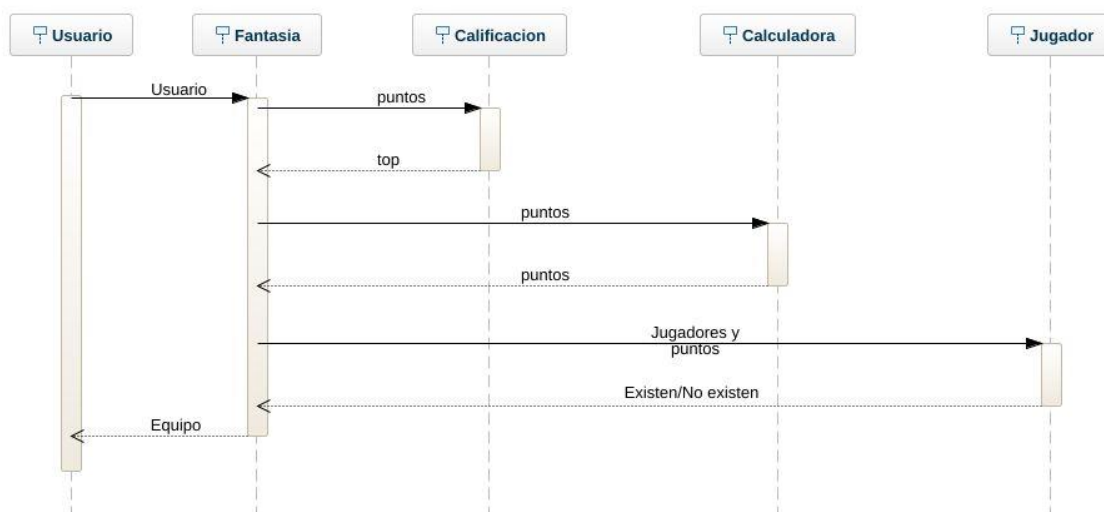 Usuario
Fantasia
Calificacion
Calculadora
Jugador
Usuario
puntos
top
puntos
puntos
Jugadores y
puntos
Existen/No existen
Equipo